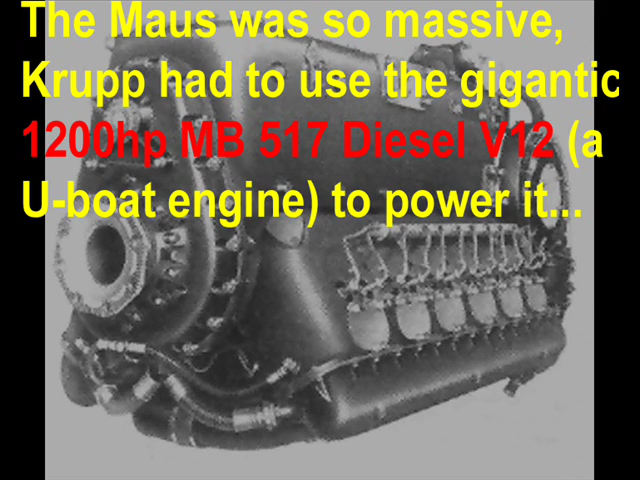 The Maus was so massive,
Krupp had to use the gigantic
1200hp MB 517 Diesel V12 (a
U-boat engine) to power it...